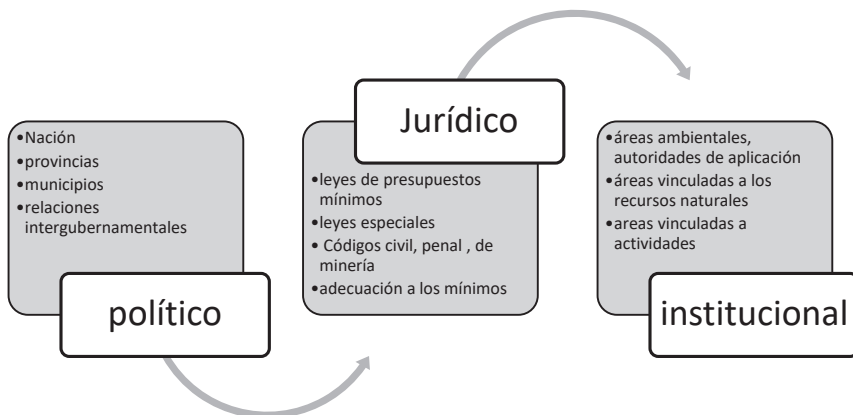 •Nación
•provincias
•municipios
•relaciones
intergubernamentales
político
Jurídico
•leyes de presupuestos
mínimos
•leyes especiales
• Códigos civil, penal , de
minería
•adecuación a los mínimos
•áreas ambientales,
autoridades de aplicación
•áreas vinculadas a los
recursos naturales
•areas vinculadas a
actividades
institucional